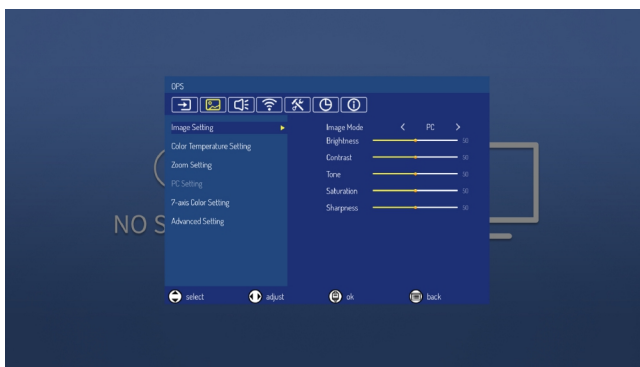 OPS
Image Setting
Color Temperature Setting
Zoom Setting
PC Setting
7-axis Color Setting
Advanced Setting
Image Mode < PC >
Brightness 50
Contrast 50
Tone 50
Saturation 50
Sharpness 50
NO S
select adjust ok back